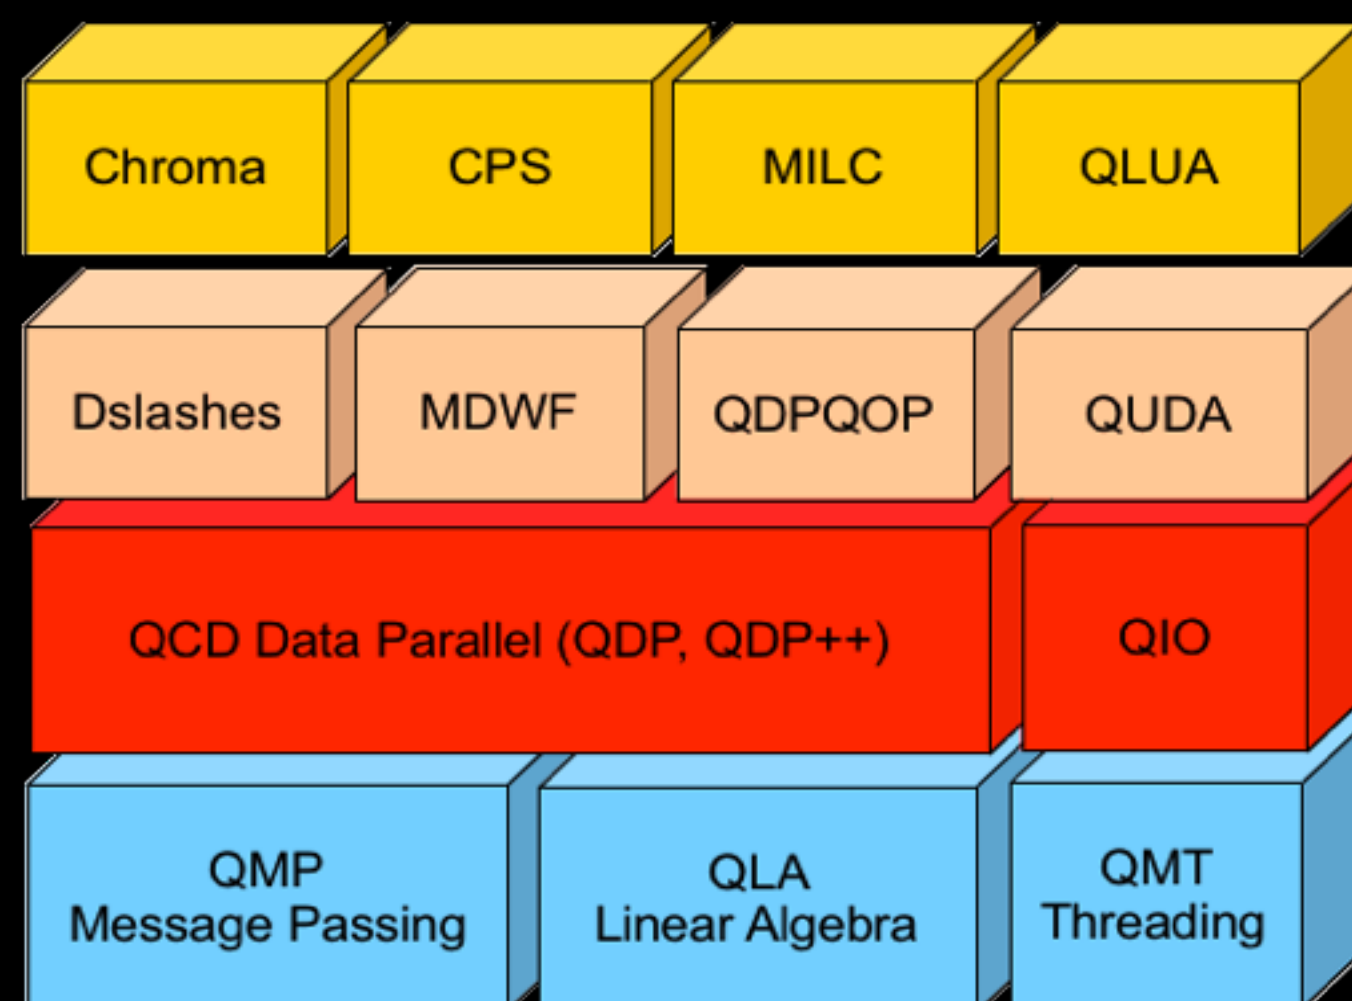 Chroma
CPS
MILC
QLUA
Dslashes
MDWF
QDPQOP
QUDA
QCD Data Parallel (QDP, QDP++)
QIO
QMP
Message Passing
QLA
Linear Algebra
QMT
Threading